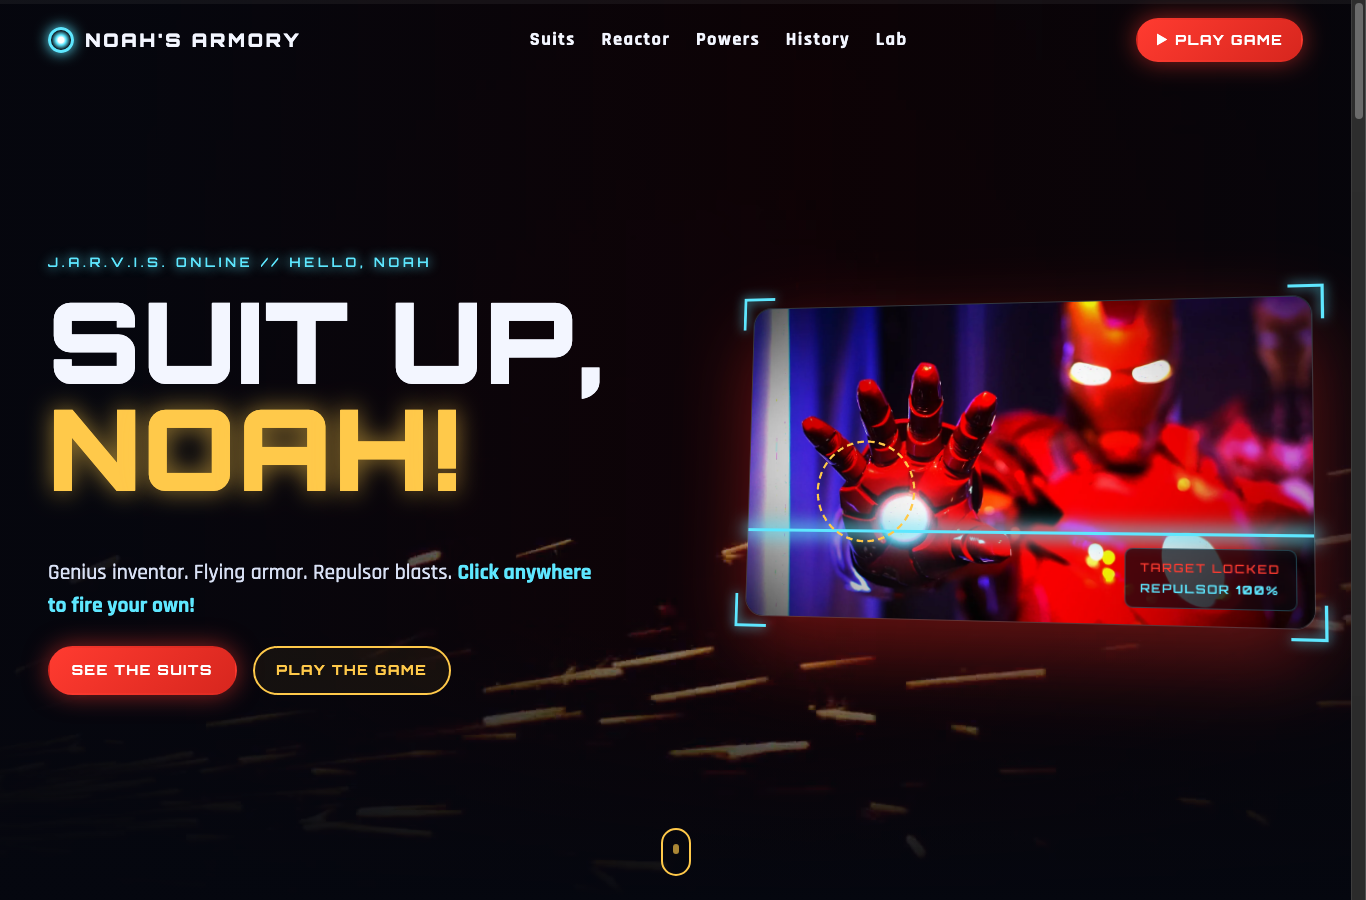 NOAH'S ARMORY
Suits Reactor Powers History Lab
PLAY GAME
J.A.R.V.I.S. ONLINE // HELLO, NOAH
SUIT UP,
NOAH!
Genius inventor. Flying armor. Repulsor blasts. Click anywhere
to fire your own!
SEE THE SUITS
PLAY THE GAME
TARGET LOCKED
REPULSOR 100%